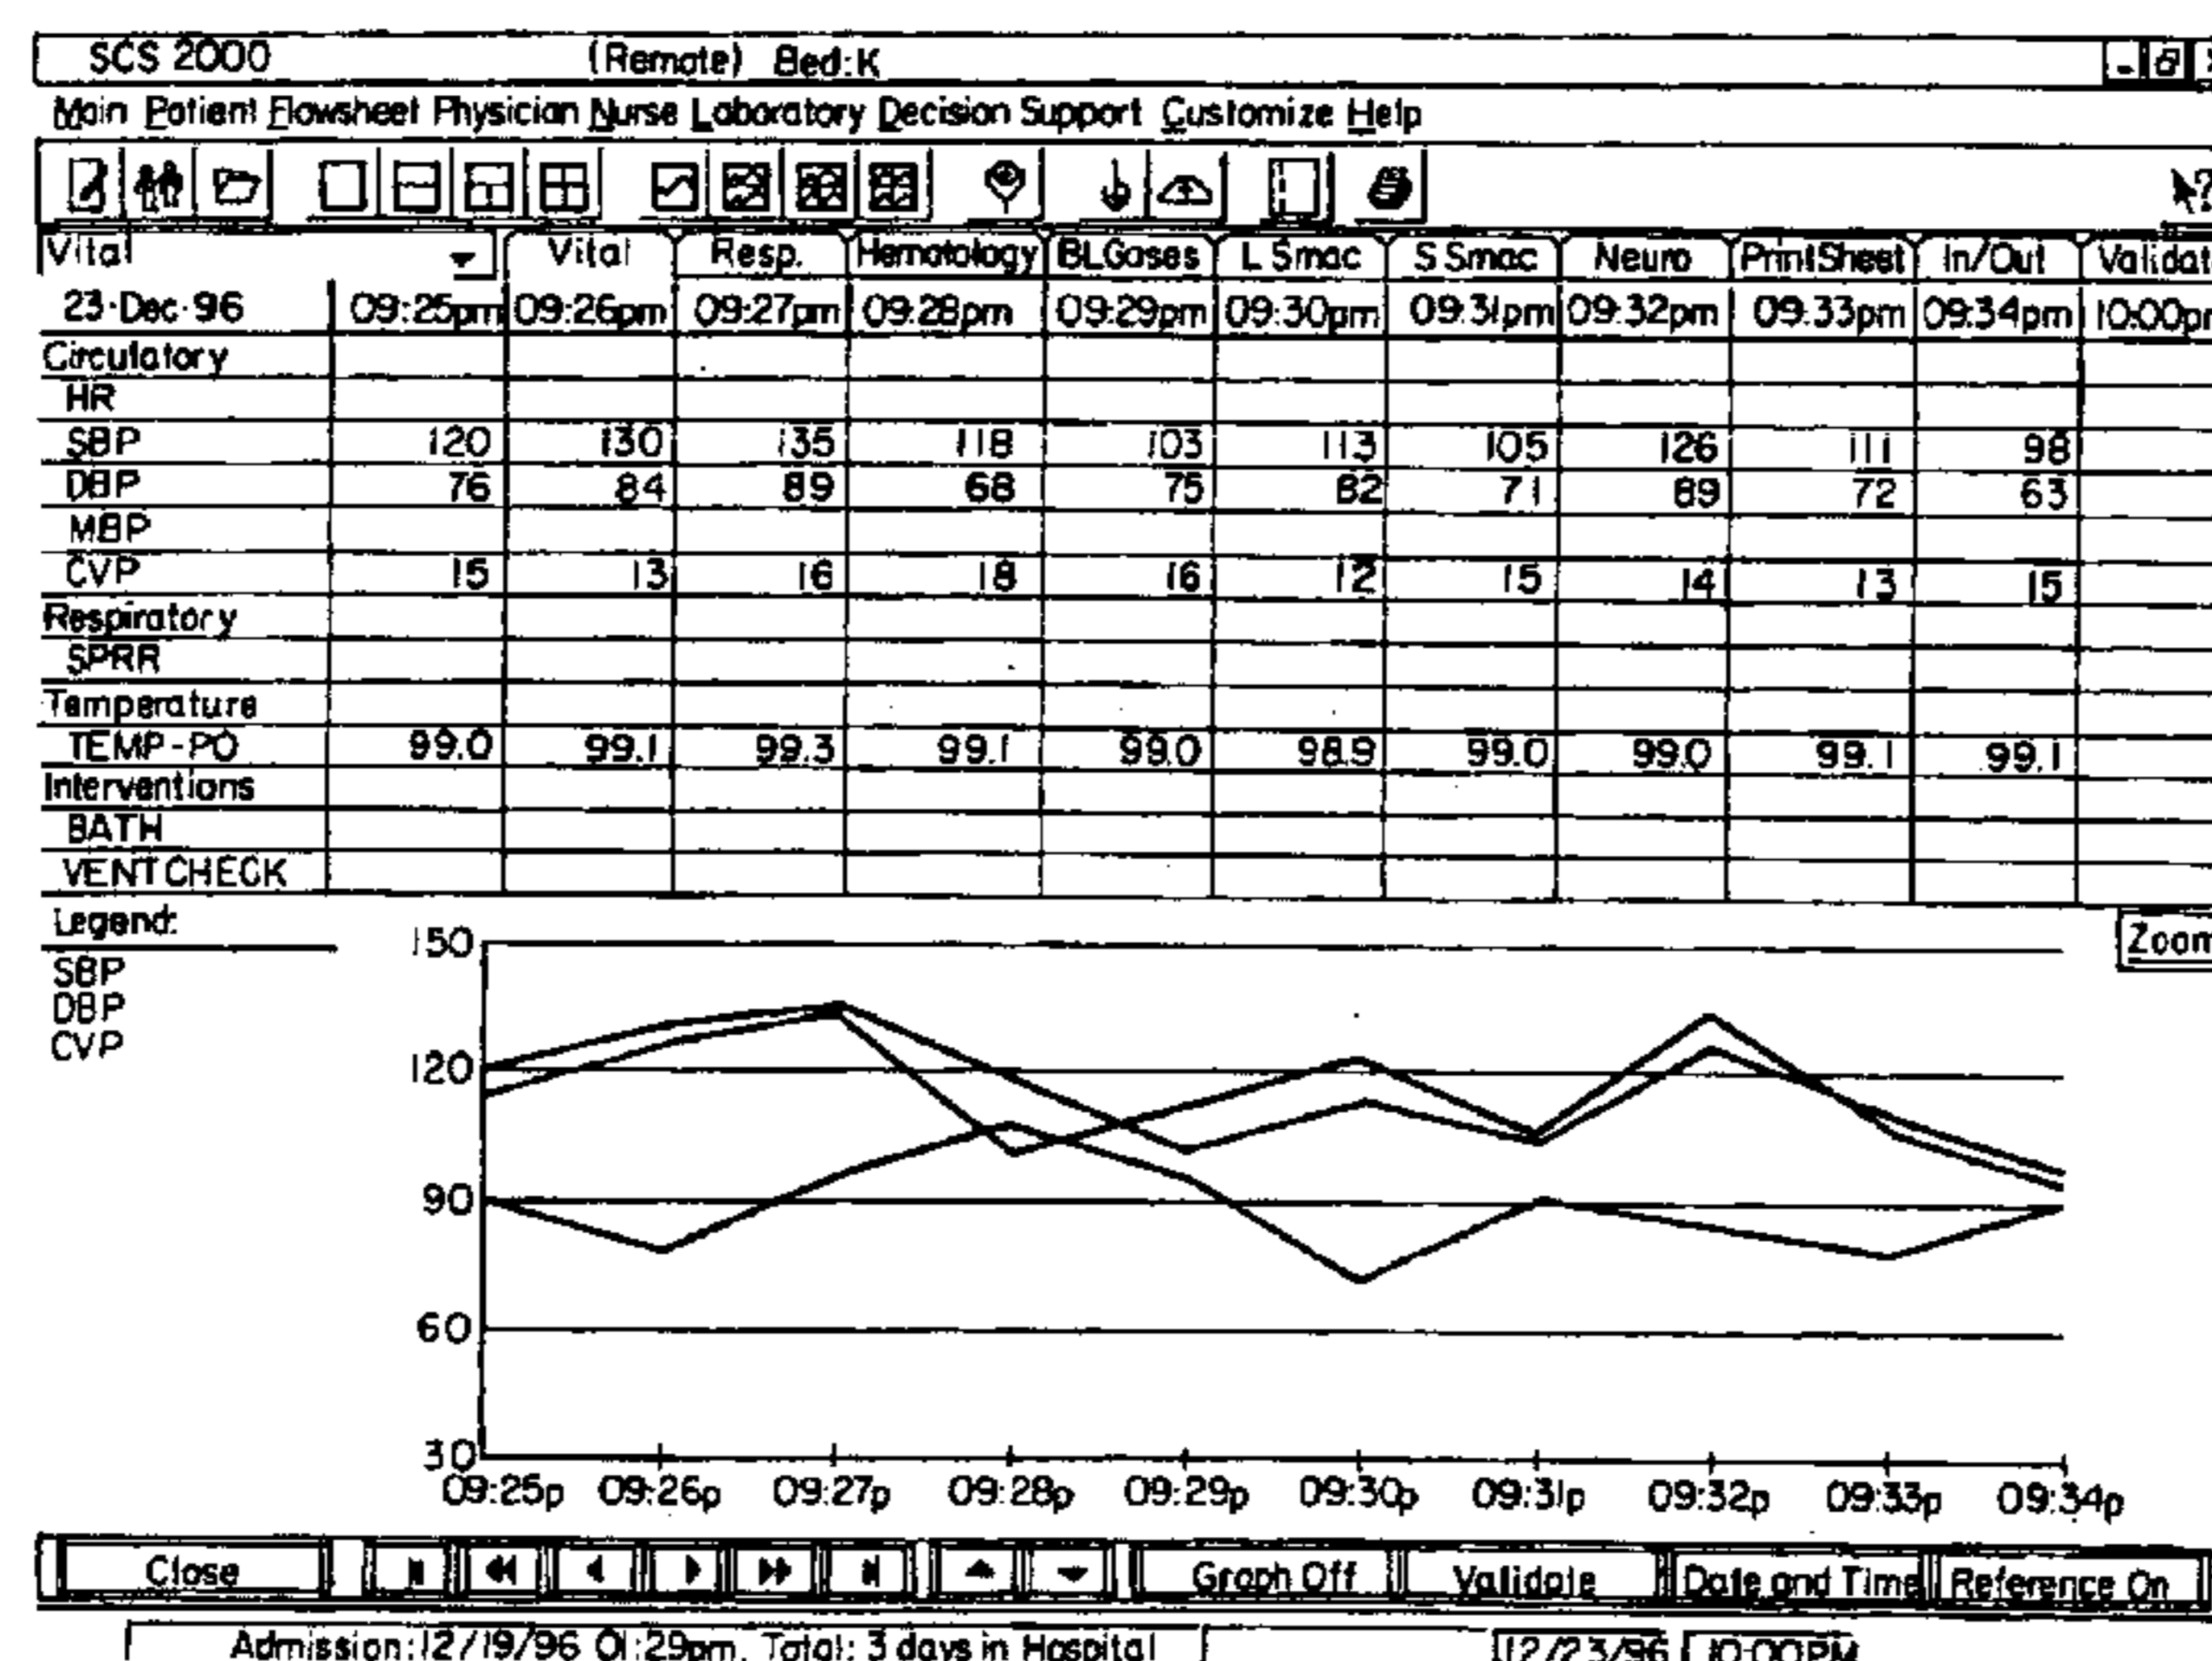 SCS 2000 (Remote) Bed:K
Main Patient Flowsheet Physician Nurse Laboratory Decision Support Customize Help
Vital Vital Resp. Hematology BLGases L Smac S Smac Neuro PrintSheet In/Out Validat
23-Dec-96 09:25pm 09:26pm 09:27pm 09:28pm 09:29pm 09:30pm 09:31pm 09:32pm 09:33pm 09:34pm 10:00pm
Circulatory
HR
SBP 120 130 135 118 103 113 105 126 111 98
DBP 76 84 89 68 75 82 71 89 72 63
MBP
CVP 15 13 16 18 16 12 15 14 13 15
Respiratory
SPRR
Temperature
TEMP-PO 99.0 99.1 99.3 99.1 99.0 98.9 99.0 99.0 99.1 99.1
Interventions
BATH
VENTCHECK
Legend:
Zoom
SBP
DBP
CVP
150
120
90
60
30
09:25p 09:26p 09:27p 09:28p 09:29p 09:30p 09:31p 09:32p 09:33p 09:34p
Close Graph Off Validate Date and Time Reference On
Admission:12/19/96 01:29pm. Total: 3 days in Hospital 12/23/96 10:00PM